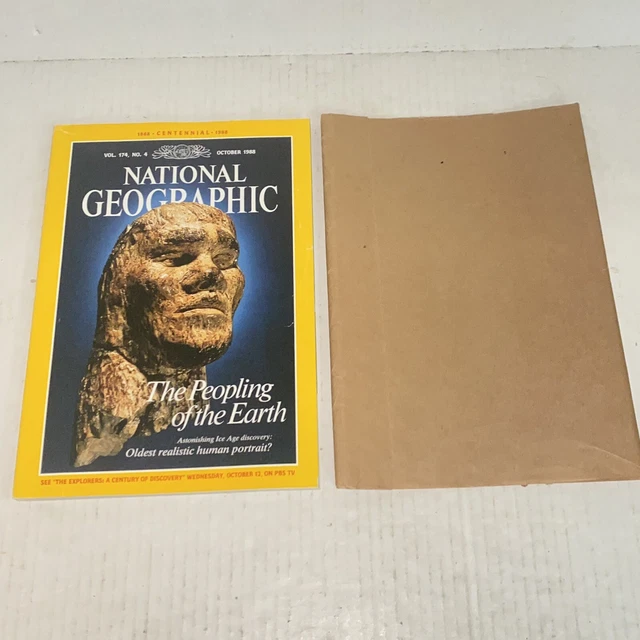 1888 • CENTENNIAL • 1988
VOL. 174, NO. 4 OCTOBER 1988
NATIONAL
GEOGRAPHIC
The Peopling
of the Earth
Astonishing Ice Age discovery:
Oldest realistic human portrait?
SEE "THE EXPLORERS: A CENTURY OF DISCOVERY" WEDNESDAY, OCTOBER 12, ON PBS TV